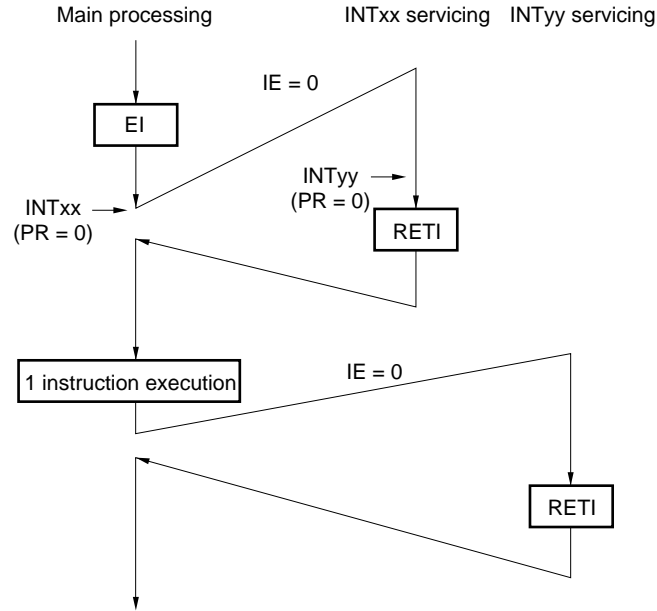 Main processing
INTxx servicing
INTyy servicing
IE = 0
EI
INTxx
(PR = 0)
INTyy
(PR = 0)
RETI
1 instruction execution
IE = 0
RETI